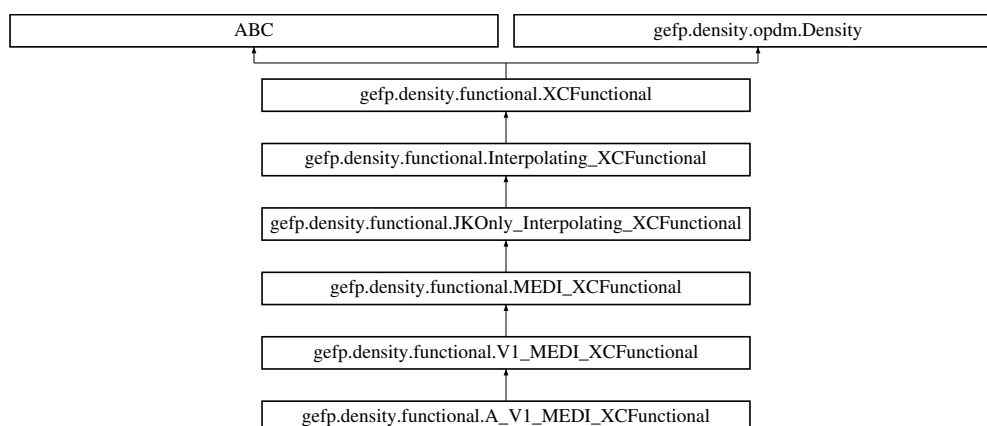 ABC
gefp.density.opdm.Density
gefp.density.functional.XCFunctional
gefp.density.functional.Interpolating_XCFunctional
gefp.density.functional.JKOnly_Interpolating_XCFunctional
gefp.density.functional.MEDI_XCFunctional
gefp.density.functional.V1_MEDI_XCFunctional
gefp.density.functional.A_V1_MEDI_XCFunctional